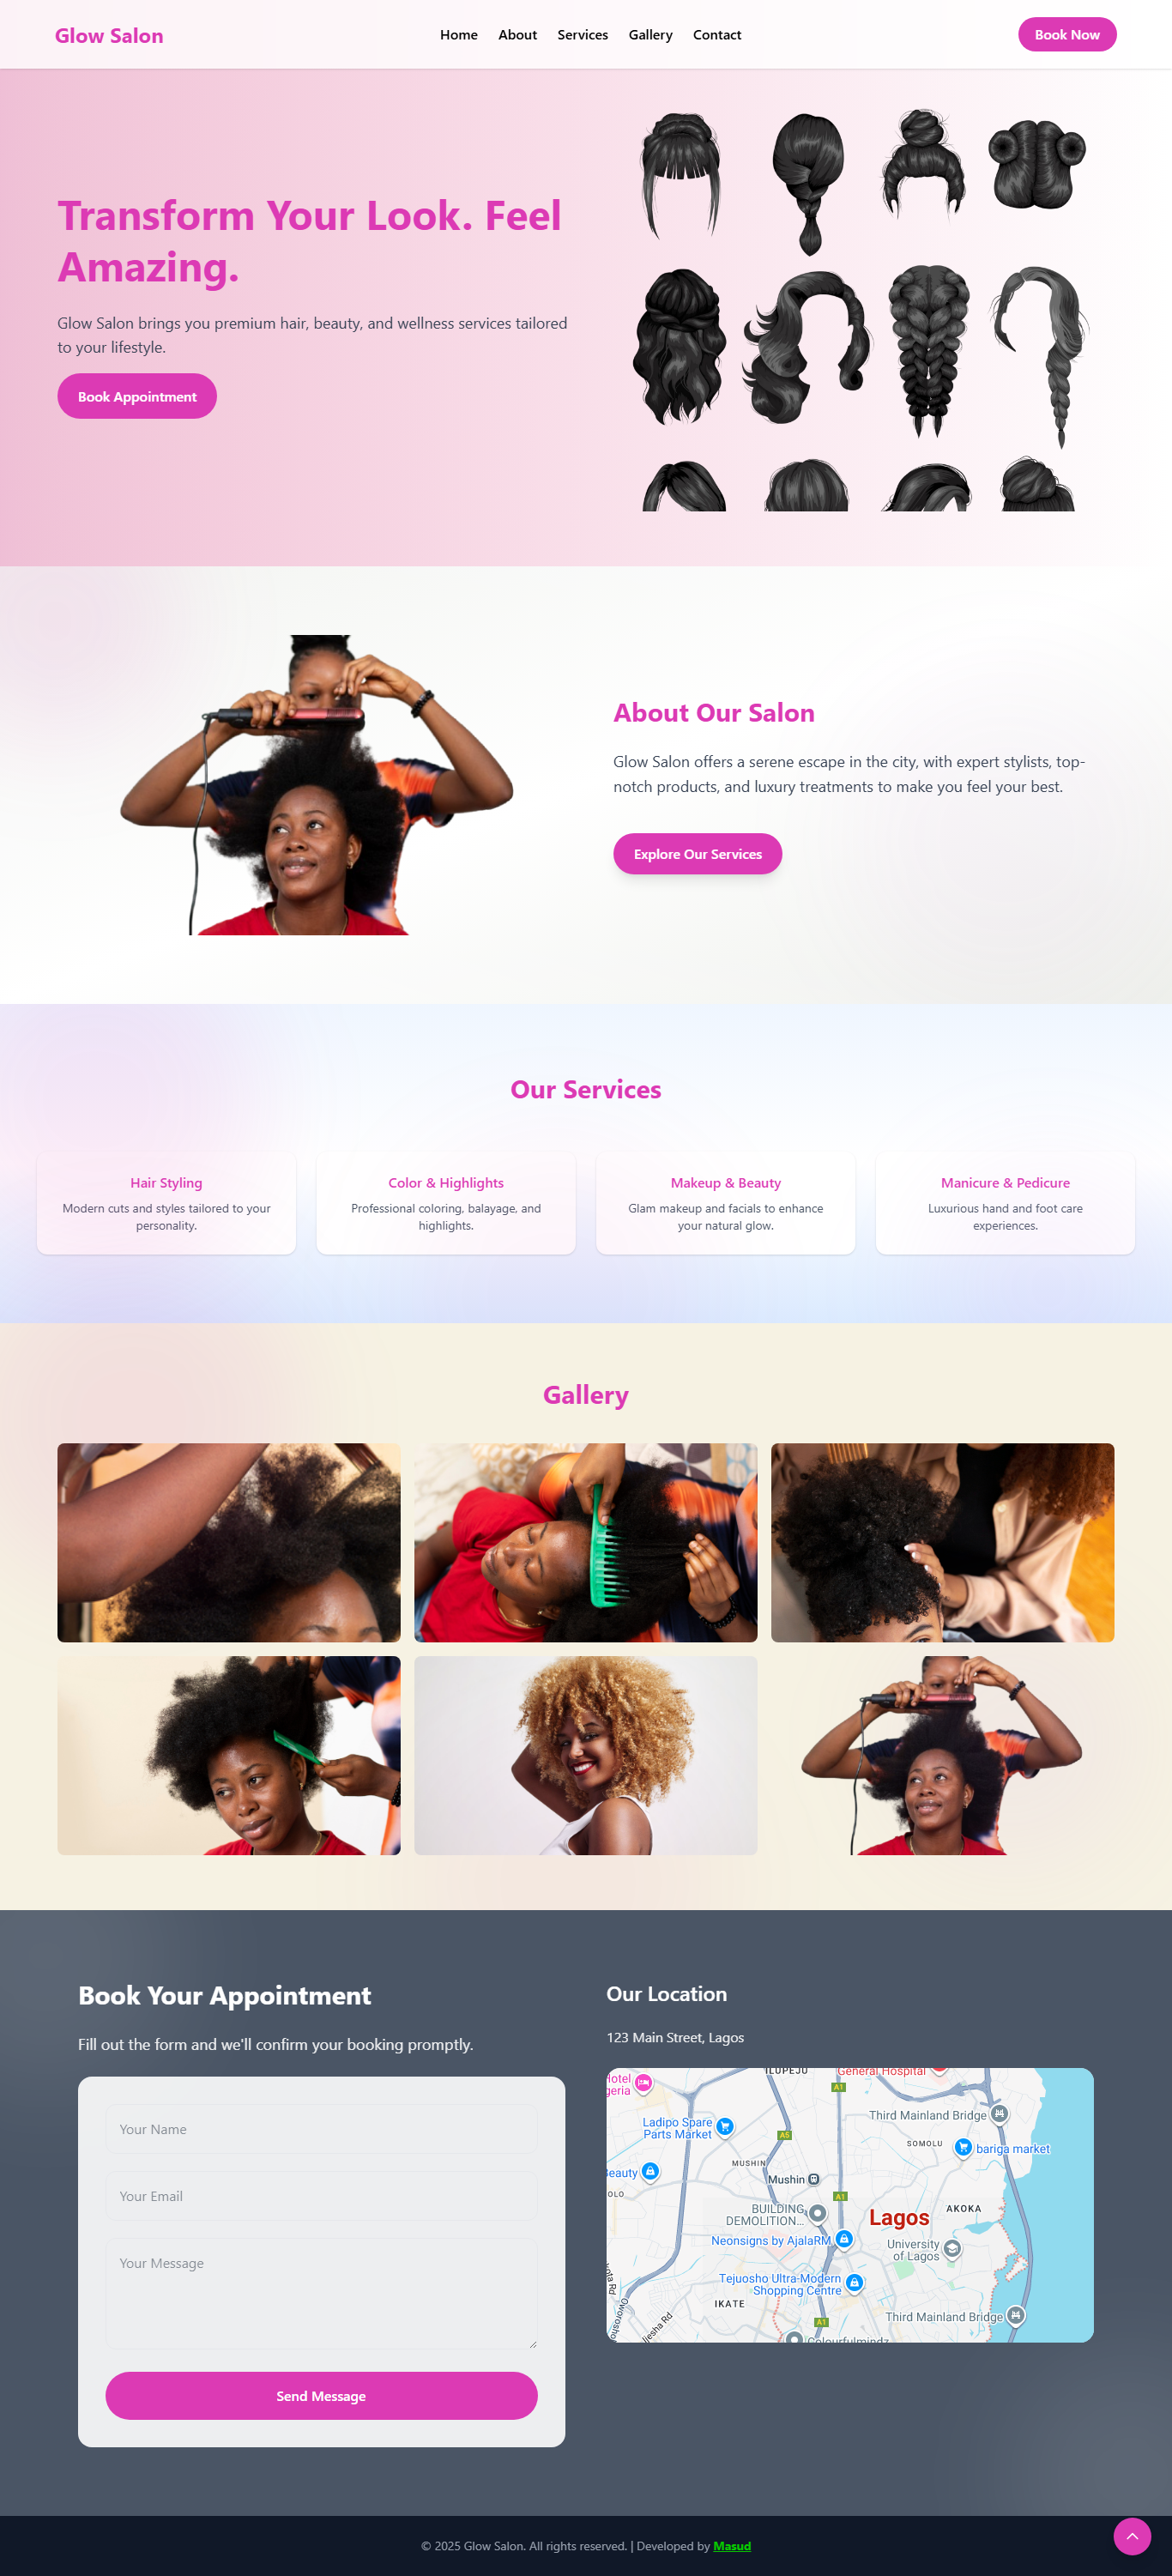 Glow Salon
Home
About
Services
Gallery
Contact
Book Now
Transform Your Look. Feel
Amazing.
Glow Salon brings you premium hair, beauty, and wellness services tailored
to your lifestyle.
Book Appointment
About Our Salon
Glow Salon offers a serene escape in the city, with expert stylists, top-
notch products, and luxury treatments to make you feel your best.
Explore Our Services
Our Services
Hair Styling
Modern cuts and styles tailored to your
personality.
Color & Highlights
Professional coloring, balayage, and
highlights.
Makeup & Beauty
Glam makeup and facials to enhance
your natural glow.
Manicure & Pedicure
Luxurious hand and foot care
experiences.
Gallery
Book Your Appointment
Fill out the form and we'll confirm your booking promptly.
Your Name
Your Email
Your Message
Send Message
Our Location
123 Main Street, Lagos
ILUPEJU
General Hospital
A1
Third Mainland Bridge
Ladipo Spare
Parts Market
A5
SOMOLU
bariga market
MUSHIN
Beauty
Mushin
A1
BUILDING
DEMOLITION...
AKOKA
Lagos
Neonsigns by AjalaRM
University
of Lagos
Tejuosho Ultra-Modern
Shopping Centre
IKATE
A1
Third Mainland Bridge
Colourfulmindz
© 2025 Glow Salon. All rights reserved. | Developed by Masud